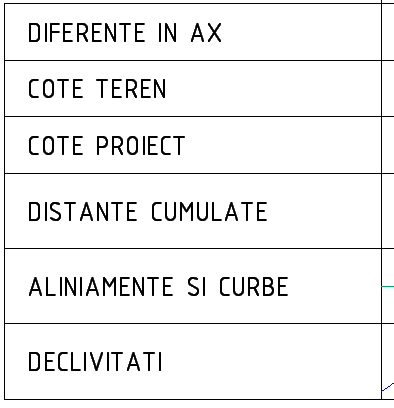 DIFERENTE IN AX
COTE TEREN
COTE PROIECT
DISTANTE CUMULATE
ALINIAMENTE SI CURBE
DECLIVITATI